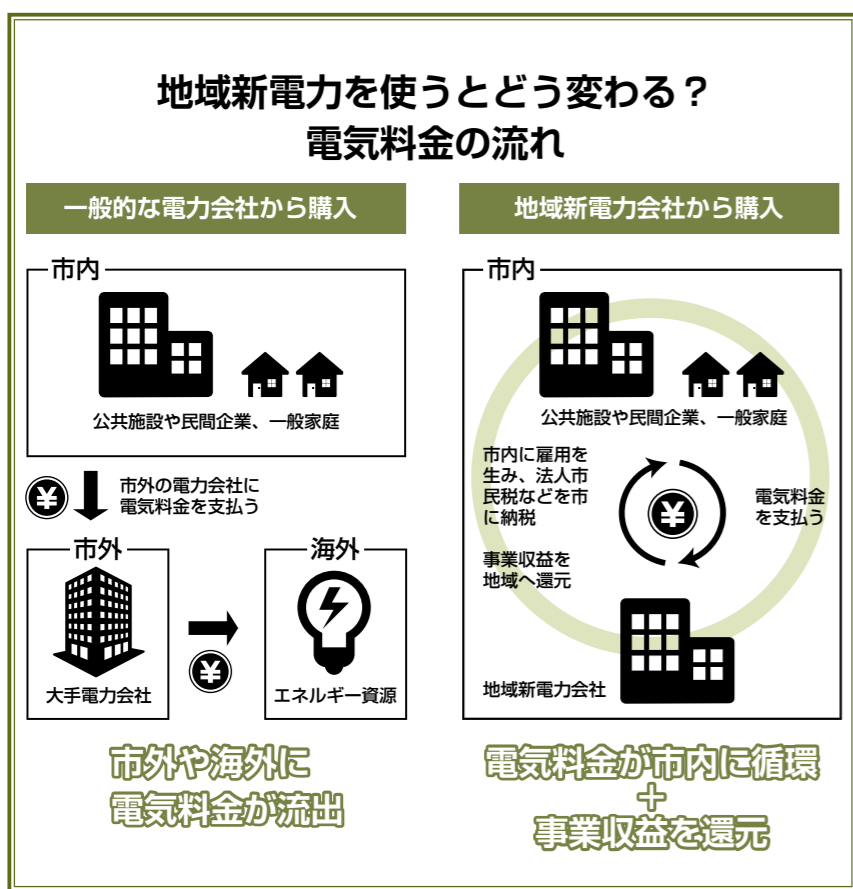 地域新電力を使うとどう変わる？
電気料金の流れ
一般的な電力会社から購入
市内
公共施設や民間企業、一般家庭
¥
市外の電力会社に
電気料金を支払う
市外
大手電力会社
¥
海外
エネルギー資源
市外や海外に
電気料金が流出
地域新電力会社から購入
市内
公共施設や民間企業、一般家庭
市内に雇用を
生み、法人市
民税などを市
に納税
事業収益を
地域へ還元
¥
電気料金
を支払う
地域新電力会社
電気料金が市内に循環
＋
事業収益を還元